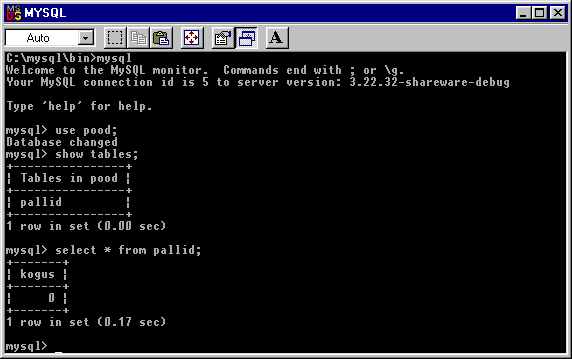 MYSQL
Auto
A
C:\mysql\bin>mysql
Welcome to the MySQL monitor.  Commands end with ; or \g.
Your MySQL connection id is 5 to server version: 3.22.32-shareware-debug
Type 'help' for help.
mysql> use pood;
Database changed
mysql> show tables;
+----------------+
¦ Tables in pood ¦
+----------------+
¦ pallid         ¦
+----------------+
1 row in set (0.00 sec)
mysql> select * from pallid;
+-------+
¦ kogus ¦
+-------+
¦     0 ¦
+-------+
1 row in set (0.17 sec)
mysql> _